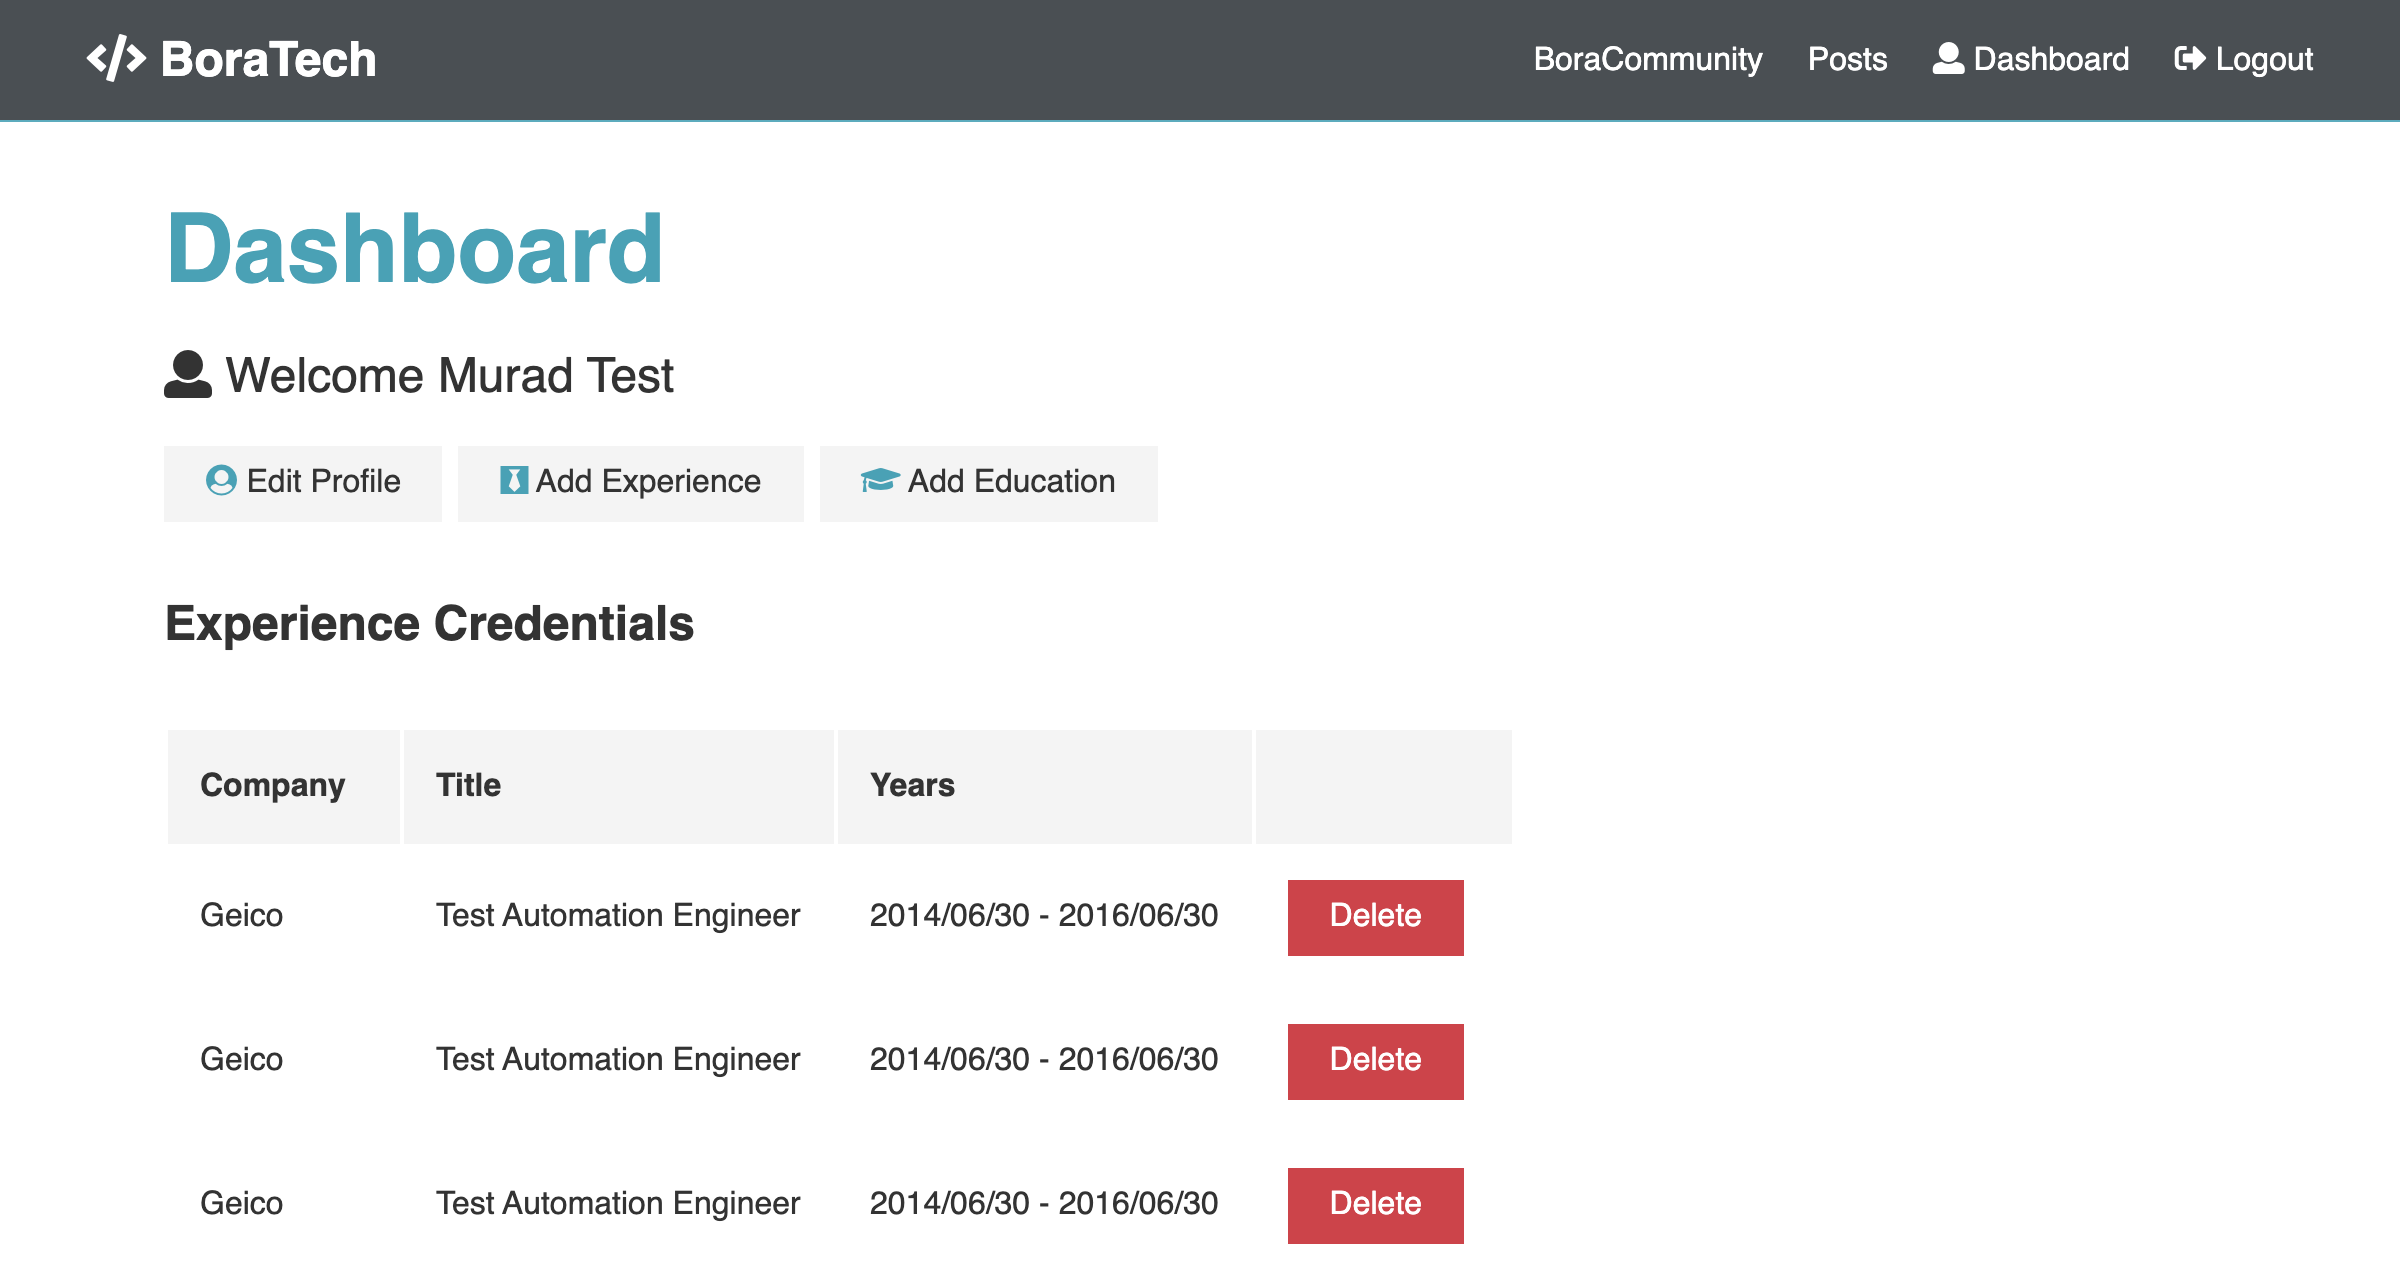 BoraTech BoraCommunity Posts Dashboard Logout
Dashboard
Welcome Murad Test
Edit Profile Add Experience Add Education
Experience Credentials
Company Title Years
Geico Test Automation Engineer 2014/06/30 - 2016/06/30 Delete
Geico Test Automation Engineer 2014/06/30 - 2016/06/30 Delete
Geico Test Automation Engineer 2014/06/30 - 2016/06/30 Delete